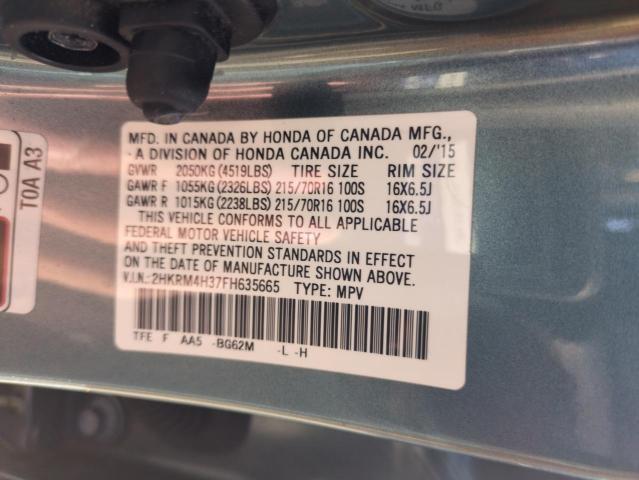 MFD. IN CANADA BY HONDA OF CANADA MFG.,
- A DIVISION OF HONDA CANADA INC. 02/'15
GVWR 2050KG (4519LBS) TIRE SIZE RIM SIZE
GAWR F 1055KG (2326LBS) 215/70R16 100S 16X6.5J
GAWR R 1015KG (2238LBS) 215/70R16 100S 16X6.5J
THIS VEHICLE CONFORMS TO ALL APPLICABLE
FEDERAL MOTOR VEHICLE SAFETY
AND THEFT PREVENTION STANDARDS IN EFFECT
ON THE DATE OF MANUFACTURE SHOWN ABOVE.
V.I.N.: 2HKRM4H37FH635665 TYPE: MPV
TFE F AA5 -BG62M -L -H
T0A A3